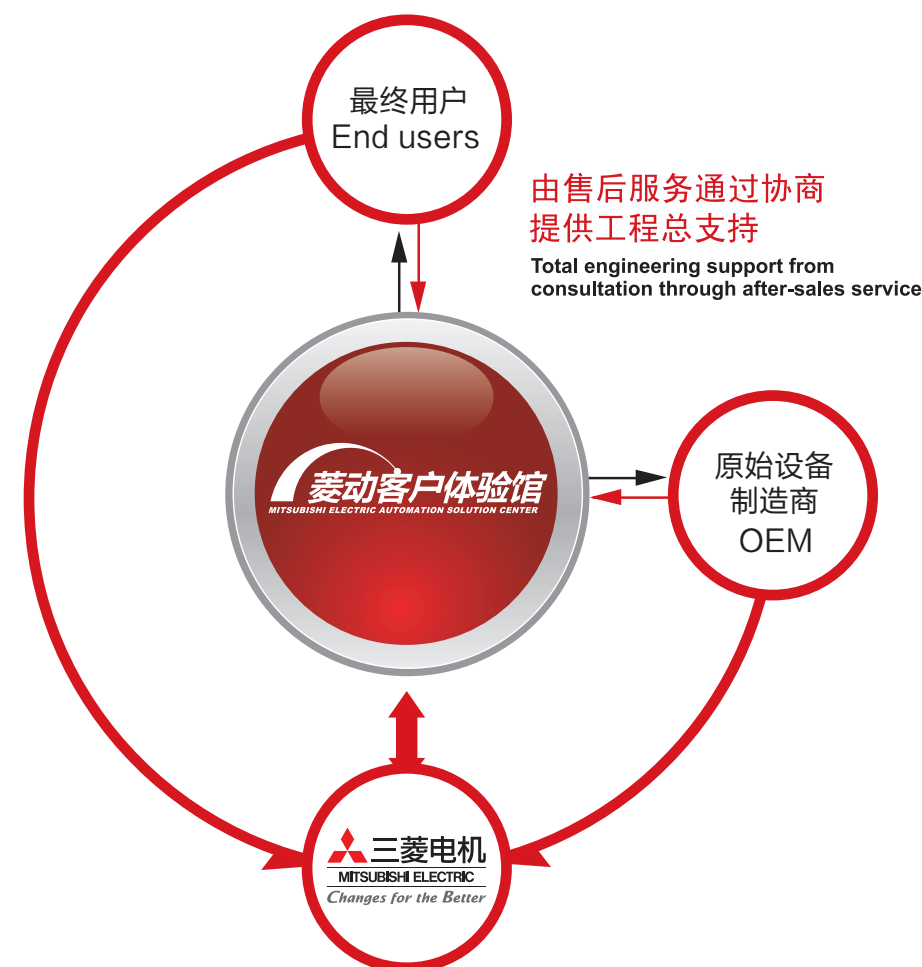 最终用户
End users
由售后服务通过协商
提供工程总支持
Total engineering support from
consultation through after-sales service
菱动客户体验馆
MITSUBISHI ELECTRIC AUTOMATION SOLUTION CENTER
原始设备
制造商
OEM
三菱电机
MITSUBISHI ELECTRIC
Changes for the Better